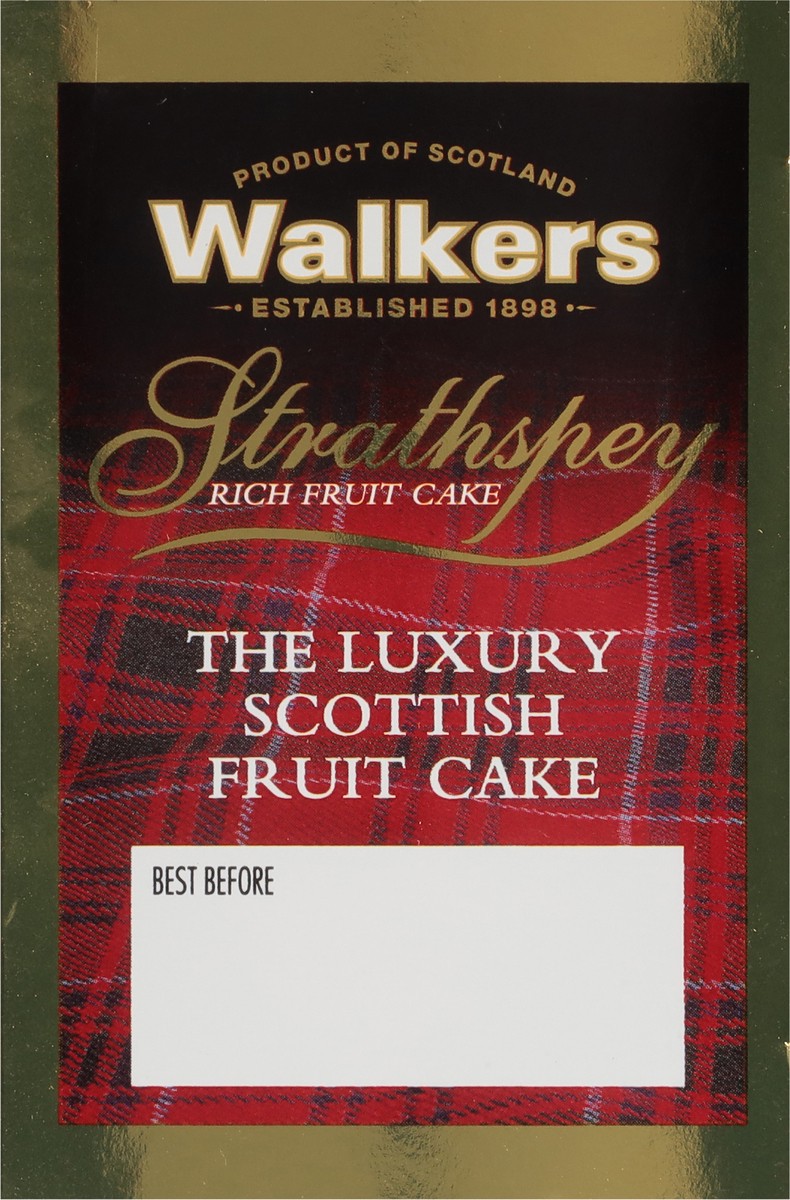 PRODUCT OF SCOTLAND
Walkers
ESTABLISHED 1898
Strathspey
RICH FRUIT CAKE
THE LUXURY
SCOTTISH
FRUIT CAKE
BEST BEFORE